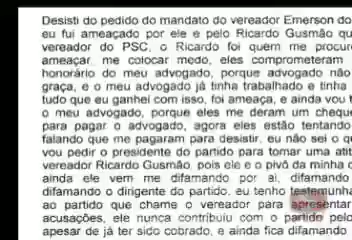 Desisti do pedido do mandato do vereador Emerson do
eu fui ameaçado por ele e pelo Ricardo Gusmão qu
vereador do PSC, o Ricardo foi quem me procur
ameaçar, me colocar medo, eles comprometeram
honorário do meu advogado, porque advogado não
graça, e o meu advogado já tinha trabalhado e tinha
tudo que eu ganhei com isso, foi ameaça, e ainda vou t
o meu advogado, porque eles me deram um cheque
para pagar o advogado, agora eles estão tentando
falando que me pagaram para desistir, eu não sei o q
vou pedir o presidente do partido para tomar uma atit
vereador Ricardo Gusmão, pois ele e o pivô da minha d
ainda ele vem me difamando por ai, difamando
difamando o dirigente do partido, eu tenho testemunha
ao partido que chame o vereador para apresentar
acusações, ele nunca contribuiu com o partido pelo
apesar de já ter sido cobrado, e ainda fica difamando